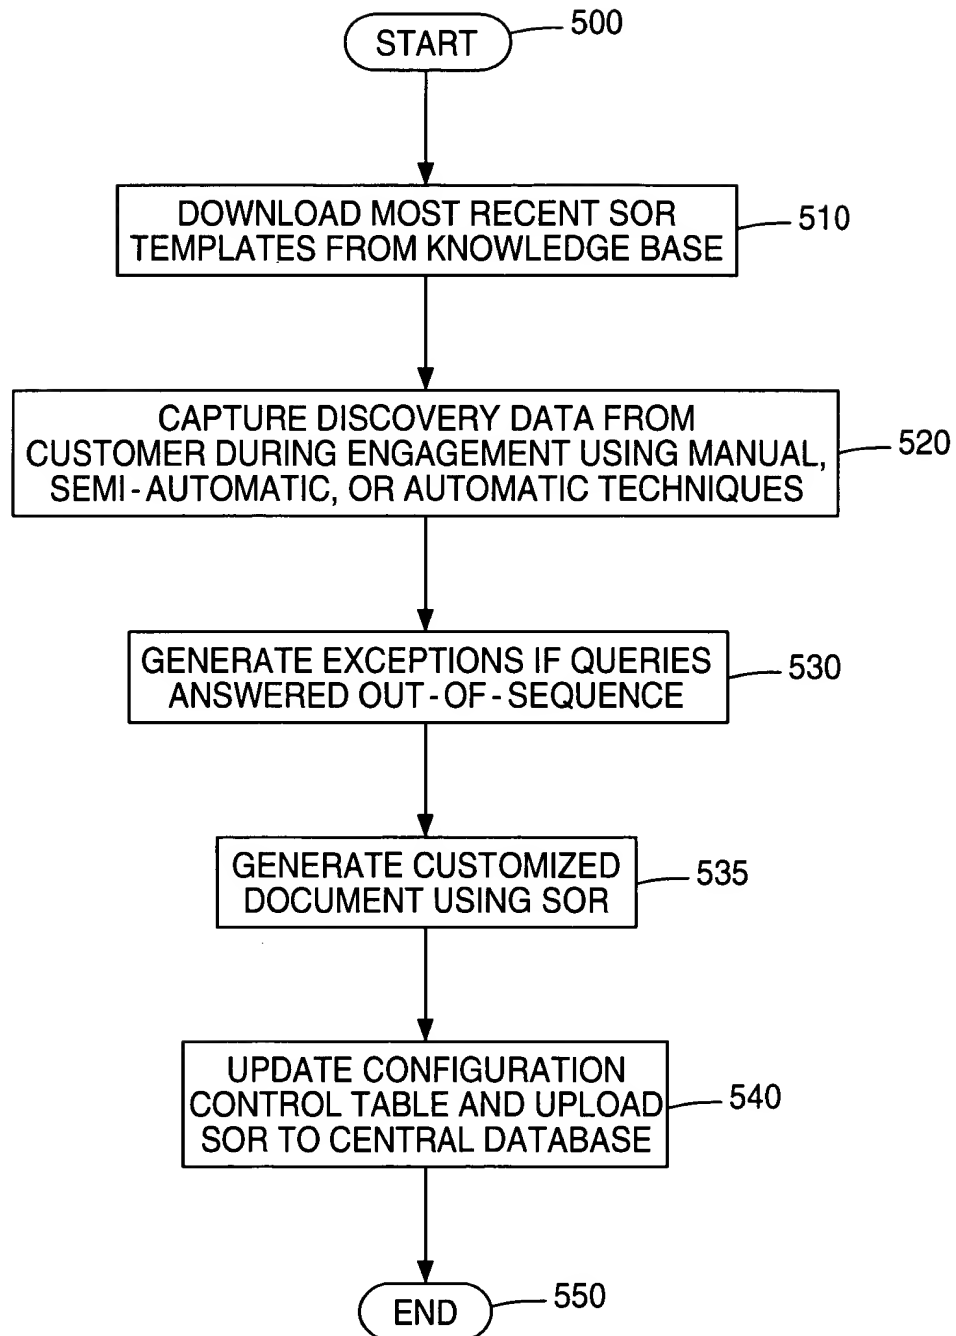 START
500
DOWNLOAD MOST RECENT SOR
TEMPLATES FROM KNOWLEDGE BASE
510
CAPTURE DISCOVERY DATA FROM
CUSTOMER DURING ENGAGEMENT USING MANUAL,
SEMI-AUTOMATIC, OR AUTOMATIC TECHNIQUES
520
GENERATE EXCEPTIONS IF QUERIES
ANSWERED OUT-OF-SEQUENCE
530
GENERATE CUSTOMIZED
DOCUMENT USING SOR
535
UPDATE CONFIGURATION
CONTROL TABLE AND UPLOAD
SOR TO CENTRAL DATABASE
540
END
550